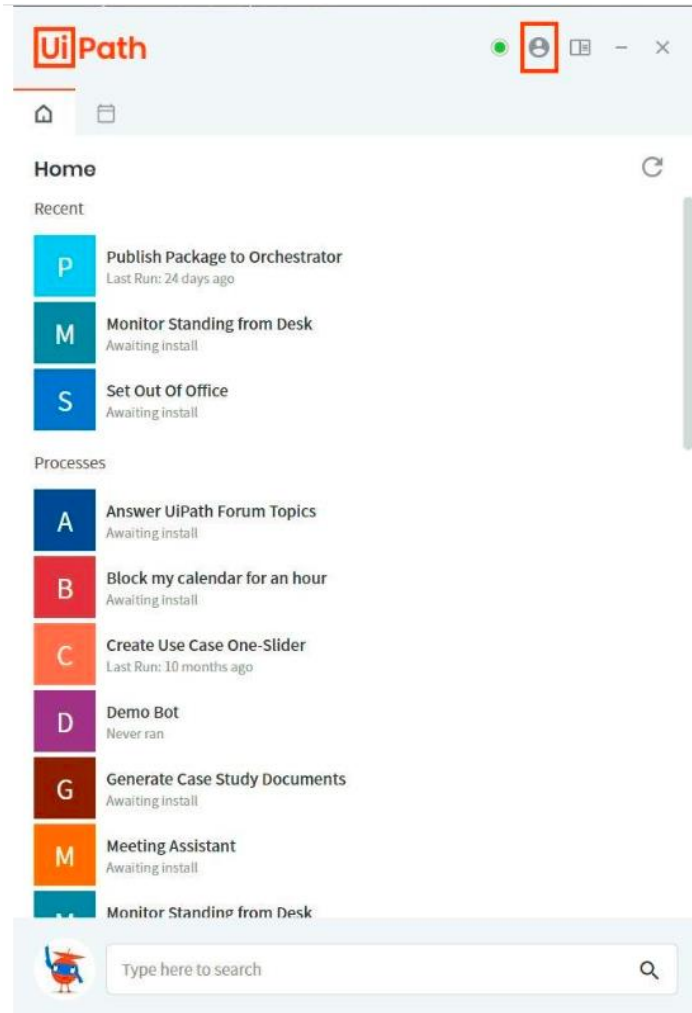 UiPath
Home
Recent
P
Publish Package to Orchestrator
Last Run: 24 days ago
M
Monitor Standing from Desk
Awaiting install
S
Set Out Of Office
Awaiting install
Processes
A
Answer UiPath Forum Topics
Awaiting install
B
Block my calendar for an hour
Awaiting install
C
Create Use Case One-Slider
Last Run: 10 months ago
D
Demo Bot
Never ran
G
Generate Case Study Documents
Awaiting install
M
Meeting Assistant
Awaiting install
M
Monitor Standing from Desk
Type here to search